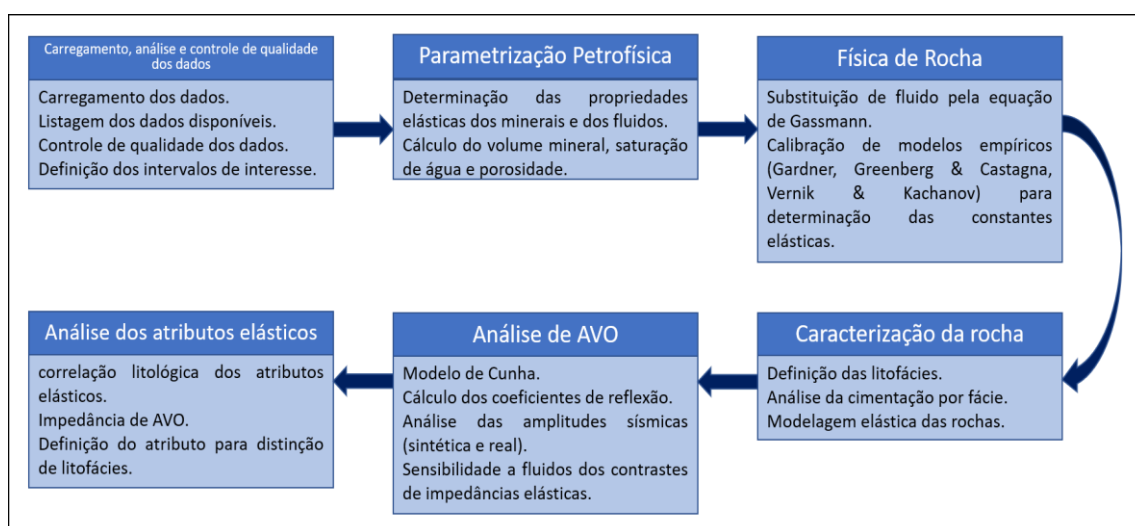 Carregamento, análise e controle de qualidade
dos dados
Carregamento dos dados.
Listagem dos dados disponíveis.
Controle de qualidade dos dados.
Definição dos intervalos de interesse.
Parametrização Petrofísica
Determinação das propriedades
elásticas dos minerais e dos fluidos.
Cálculo do volume mineral, saturação
de água e porosidade.
Física de Rocha
Substituição de fluido pela equação
de Gassmann.
Calibração de modelos empíricos
(Gardner, Greenberg & Castagna,
Vernik & Kachanov) para
determinação das constantes
elásticas.
Caracterização da rocha
Definição das litofácies.
Análise da cimentação por fácie.
Modelagem elástica das rochas.
Análise de AVO
Modelo de Cunha.
Cálculo dos coeficientes de reflexão.
Análise das amplitudes sísmicas
(sintética e real).
Sensibilidade a fluidos dos contrastes
de impedâncias elásticas.
Análise dos atributos elásticos
correlação litológica dos atributos
elásticos.
Impedância de AVO.
Definição do atributo para distinção
de litofácies.